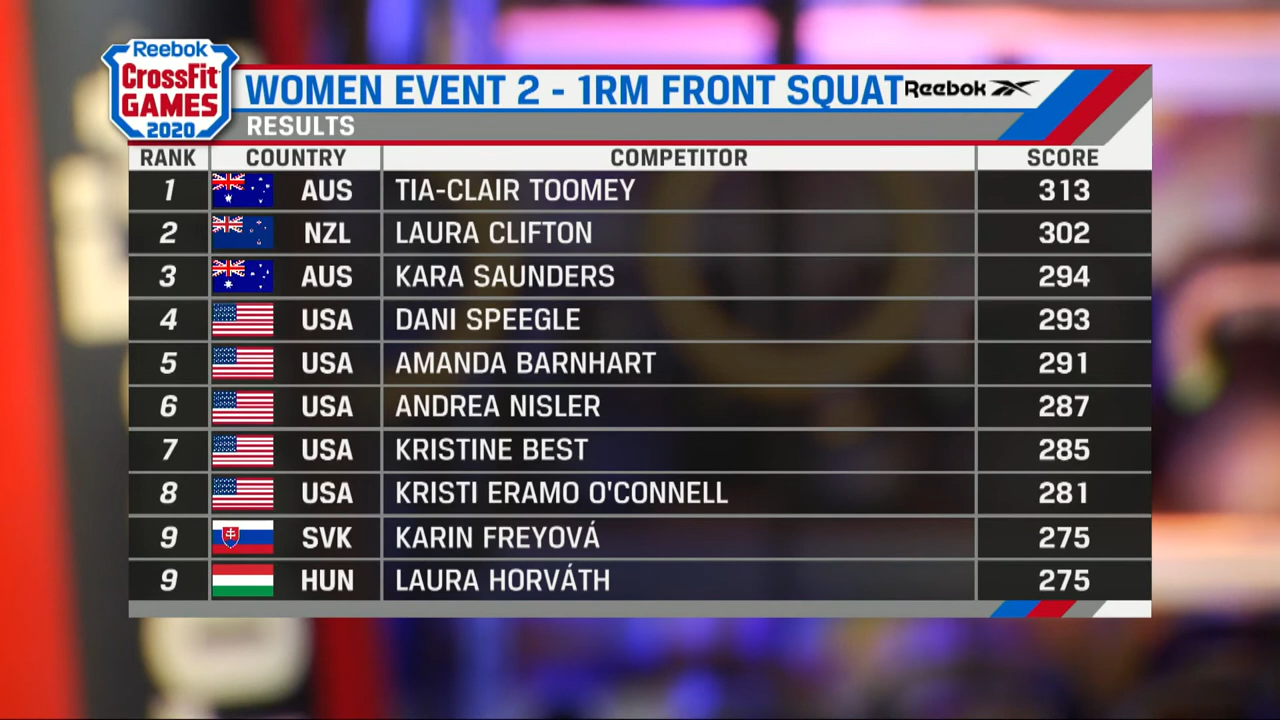 Reebok
CrossFit
GAMES
2020
WOMEN EVENT 2 - 1RM FRONT SQUAT Reebok
RESULTS
RANK COUNTRY COMPETITOR SCORE
1 AUS TIA-CLAIR TOOMEY 313
2 NZL LAURA CLIFTON 302
3 AUS KARA SAUNDERS 294
4 USA DANI SPEEGLE 293
5 USA AMANDA BARNHART 291
6 USA ANDREA NISLER 287
7 USA KRISTINE BEST 285
8 USA KRISTI ERAMO O'CONNELL 281
9 SVK KARIN FREYOVÁ 275
9 HUN LAURA HORVÁTH 275